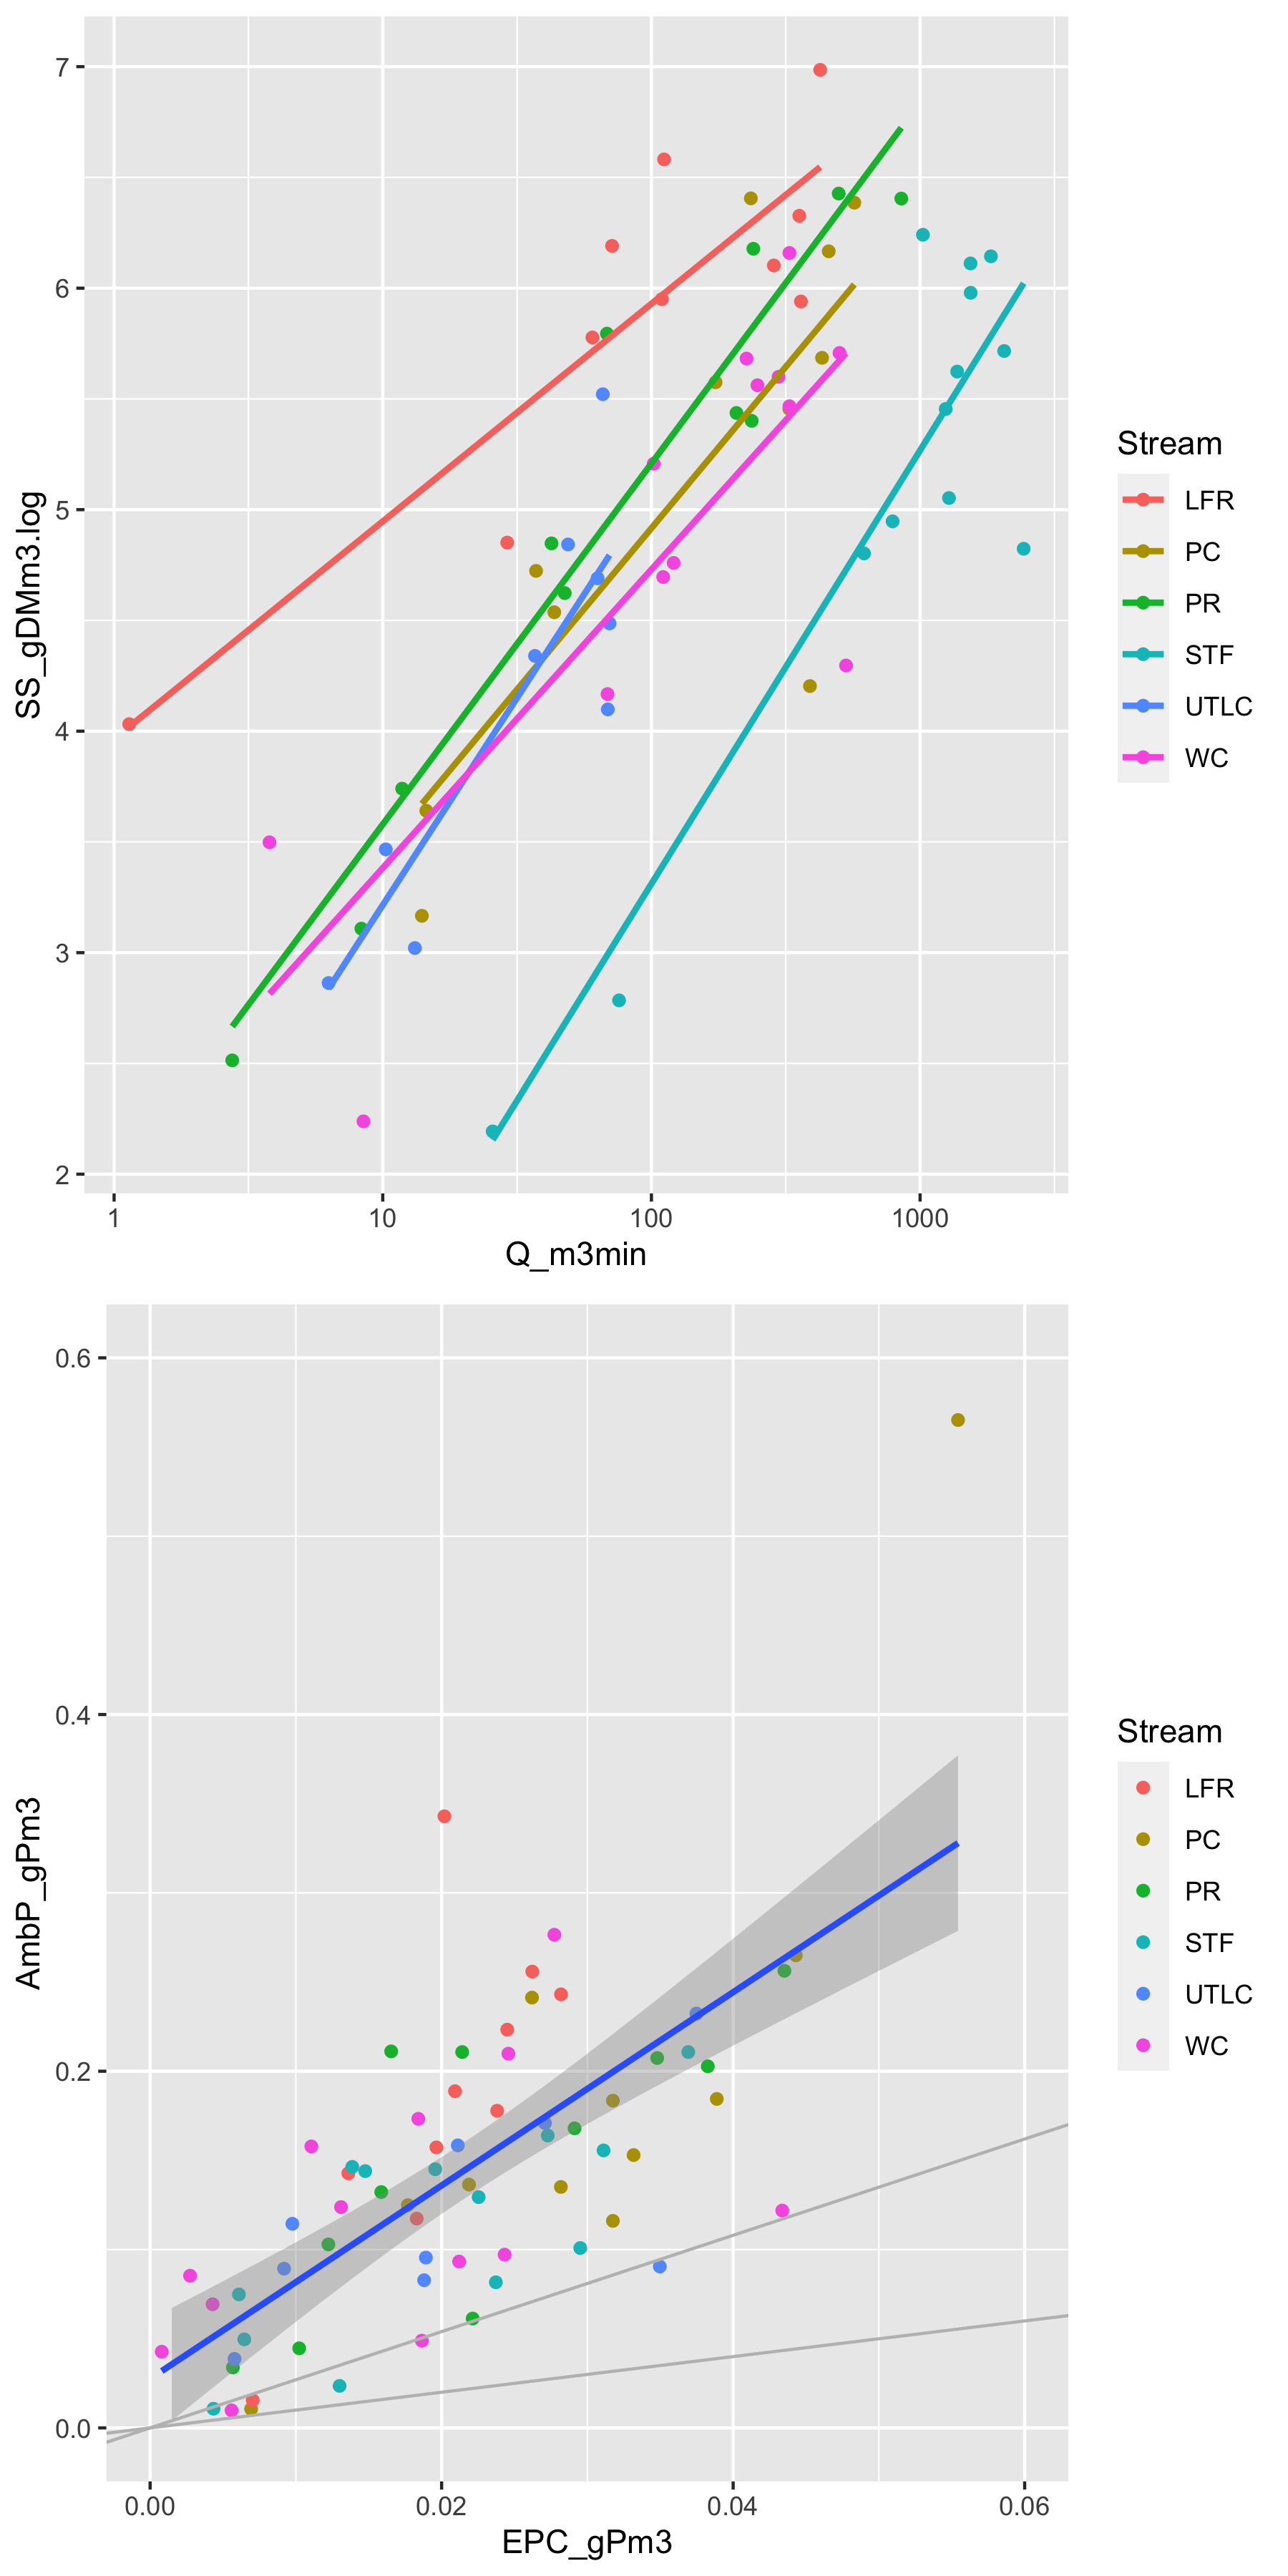 7
6
5
4
3
2
SS_gDMm3.log
1 10 100 1000
Q_m3min
Stream
LFR
PC
PR
STF
UTLC
WC
0.6
0.4
0.2
0.0
AmbP_gPm3
0.00 0.02 0.04 0.06
EPC_gPm3
Stream
LFR
PC
PR
STF
UTLC
WC